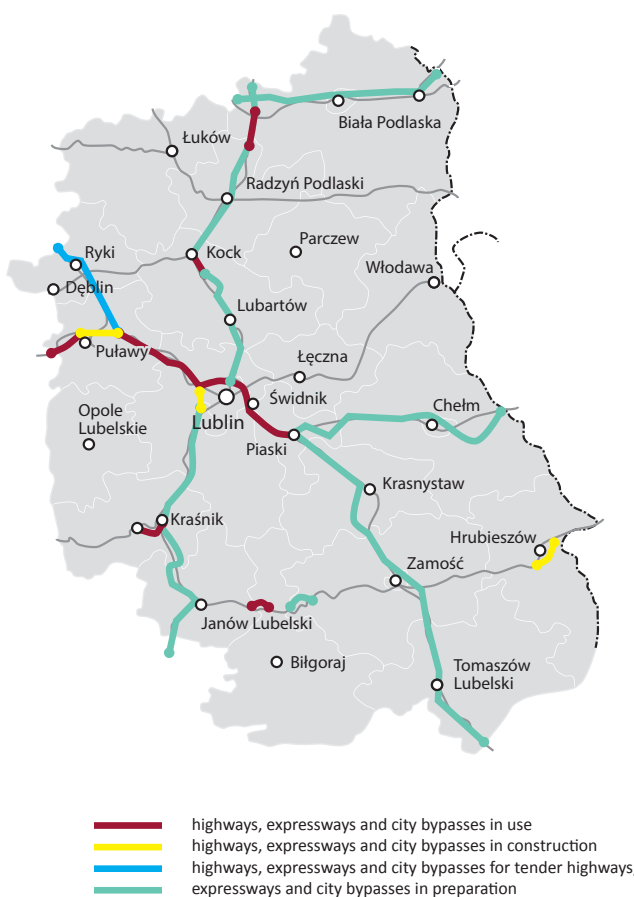 Biała Podlaska
Łuków
Radzyń Podlaski
Parczew
Ryki
Kock
Włodawa
Dęblin
Lubartów
Puławy
Łęczna
Świdnik
Chełm
Opole
Lubelskie
Lublin
Piaski
Krasnystaw
Kraśnik
Hrubieszów
Zamość
Janów Lubelski
Biłgoraj
Tomaszów
Lubelski
highways, expressways and city bypasses in use
highways, expressways and city bypasses in construction
highways, expressways and city bypasses for tender highways,
expressways and city bypasses in preparation